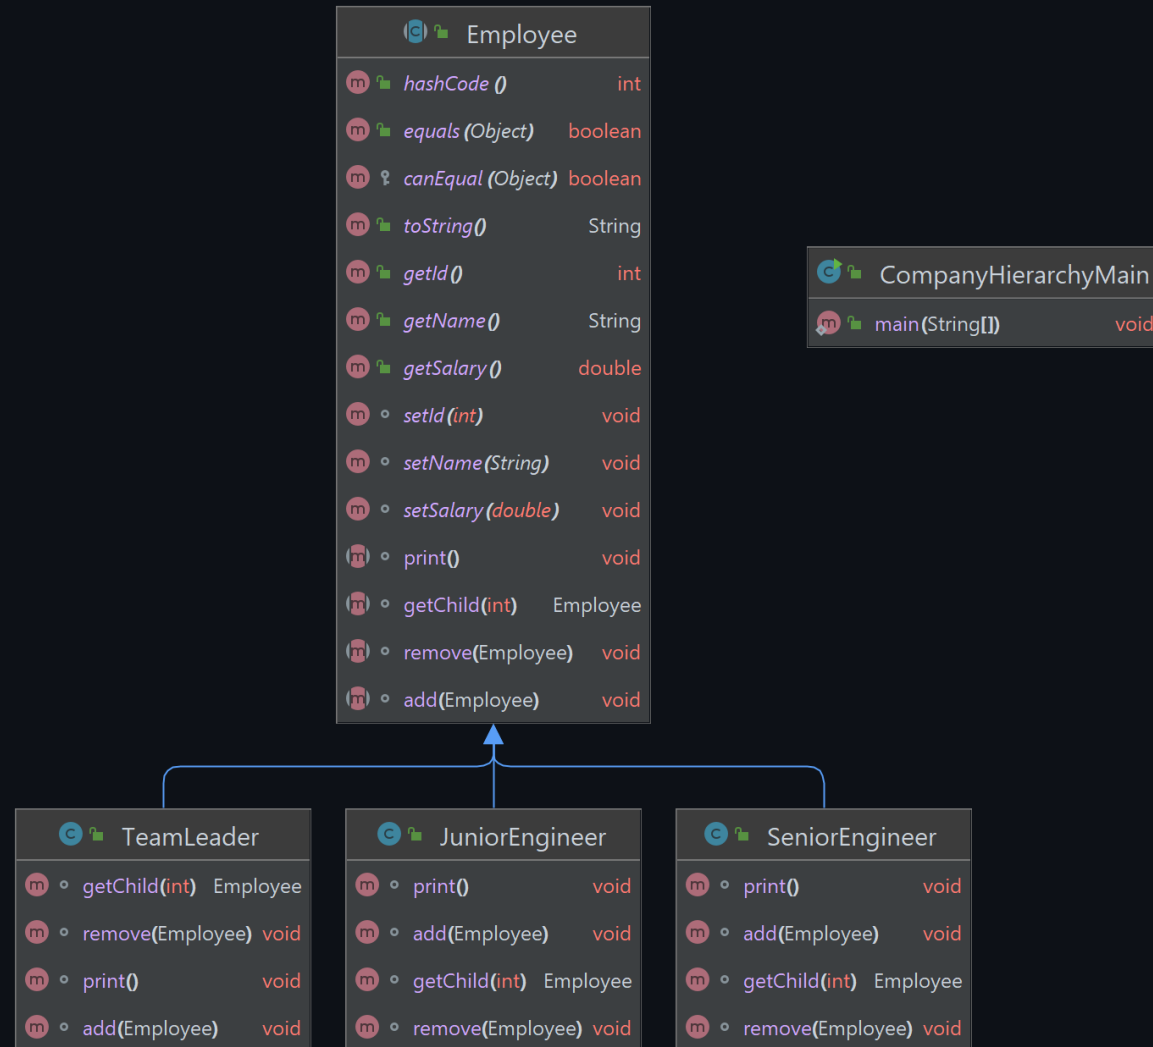 Employee
hashCode() int
equals(Object) boolean
canEqual(Object) boolean
toString() String
getId() int
getName() String
getSalary() double
setId(int) void
setName(String) void
setSalary(double) void
print() void
getChild(int) Employee
remove(Employee) void
add(Employee) void
CompanyHierarchyMain
main(String[]) void
TeamLeader
getChild(int) Employee
remove(Employee) void
print() void
add(Employee) void
JuniorEngineer
print() void
add(Employee) void
getChild(int) Employee
remove(Employee) void
SeniorEngineer
print() void
add(Employee) void
getChild(int) Employee
remove(Employee) void